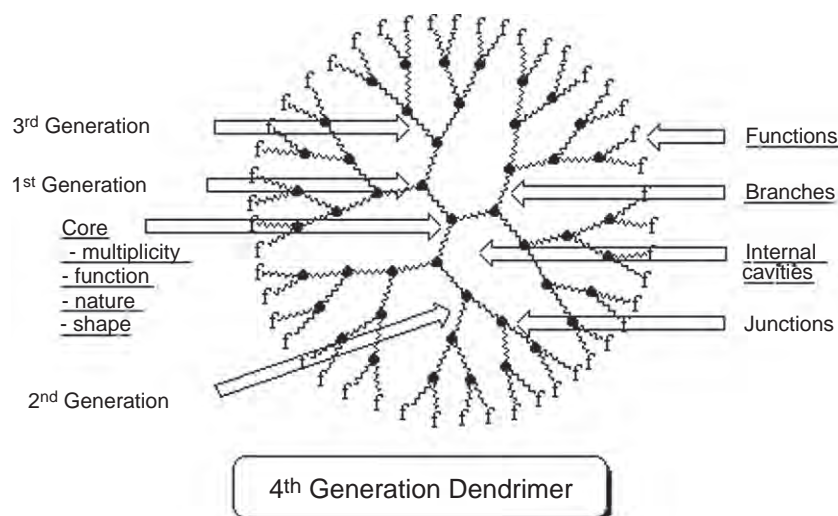 3rd Generation
1st Generation
Core
- multiplicity
- function
- nature
- shape
2nd Generation
Functions
Branches
Internal
cavities
Junctions
f f f f f f f f f f f f f f f f f f f f f f f f f f f f f f f f f f f f f f f f f f f f f f f f
4th Generation Dendrimer